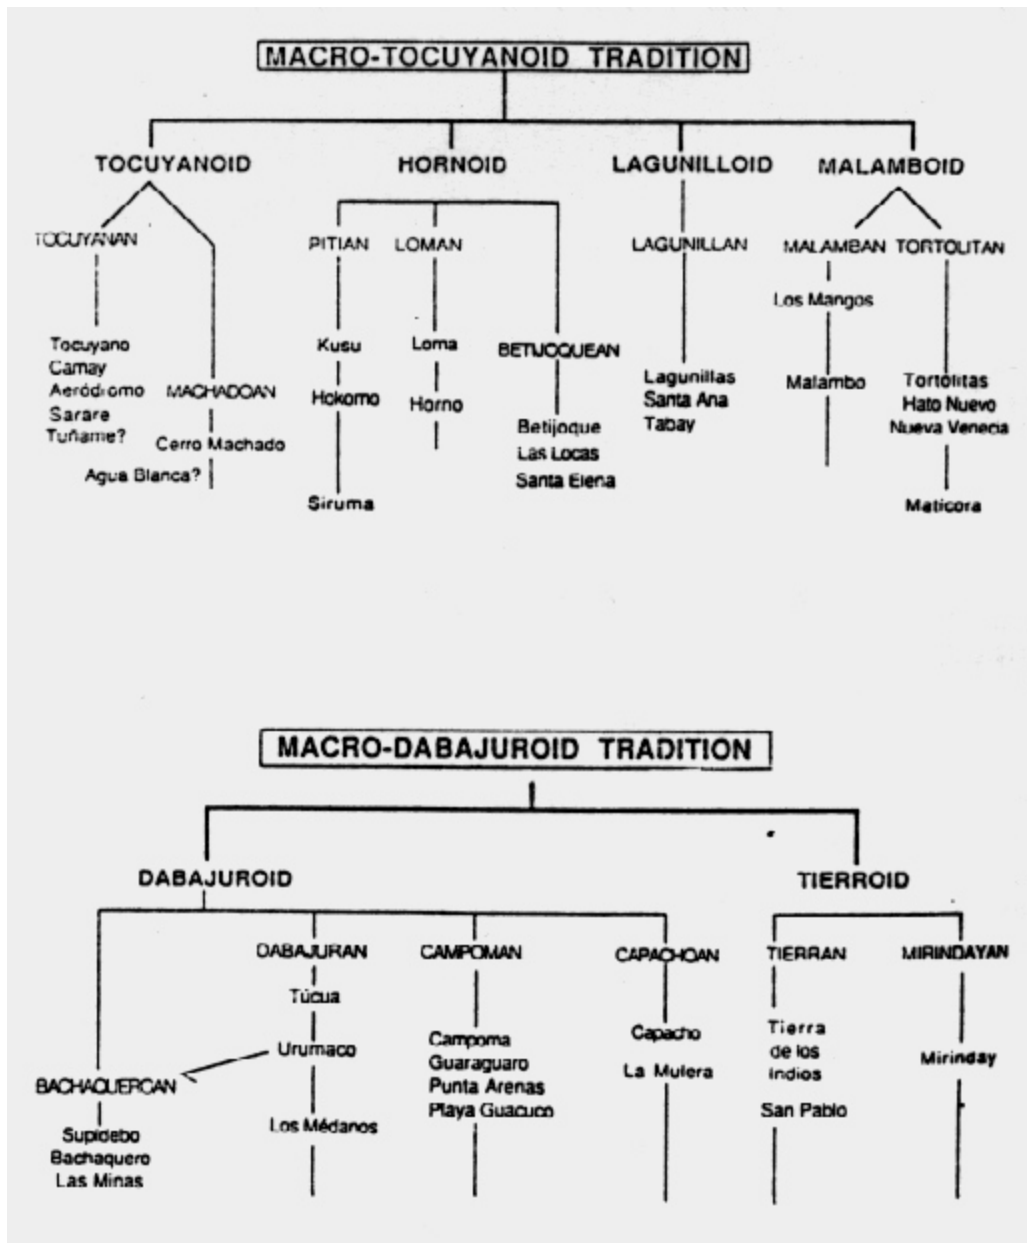 MACRO-TOCUYANOID TRADITION
TOCUYANOID HORNOID LAGUNILLOID MALAMBOID
TOCUYANAN PITIAN LOMAN LAGUNILLAN MALAMBAN TORTOLITAN
Los Mangos
Tocuyano
Camay
Aeródromo
Sarare
Tuñame?
MACHADOAN
Cerro Machado
Agua Blanca?
Kusu
Hokomo
Siruma
Loma
Horno
BETIJOQUEAN
Betijoque
Las Locas
Santa Elena
Lagunillas
Santa Ana
Tabay
Malambo
Tortolitas
Hato Nuevo
Nueva Venecia
Maticora
MACRO-DABAJUROID TRADITION
DABAJUROID TIERROID
DABAJURAN CAMPOMAN CAPACHOAN TIERRAN MIRINDAYAN
Túcua
Urumaco
Los Médanos
BACHAQUEROAN
Supidebo
Bachaquero
Las Minas
Campoma
Guaraguaro
Punta Arenas
Playa Guacuco
Capacho
La Mulera
Tierra
de los
Indios
San Pablo
Mirinday